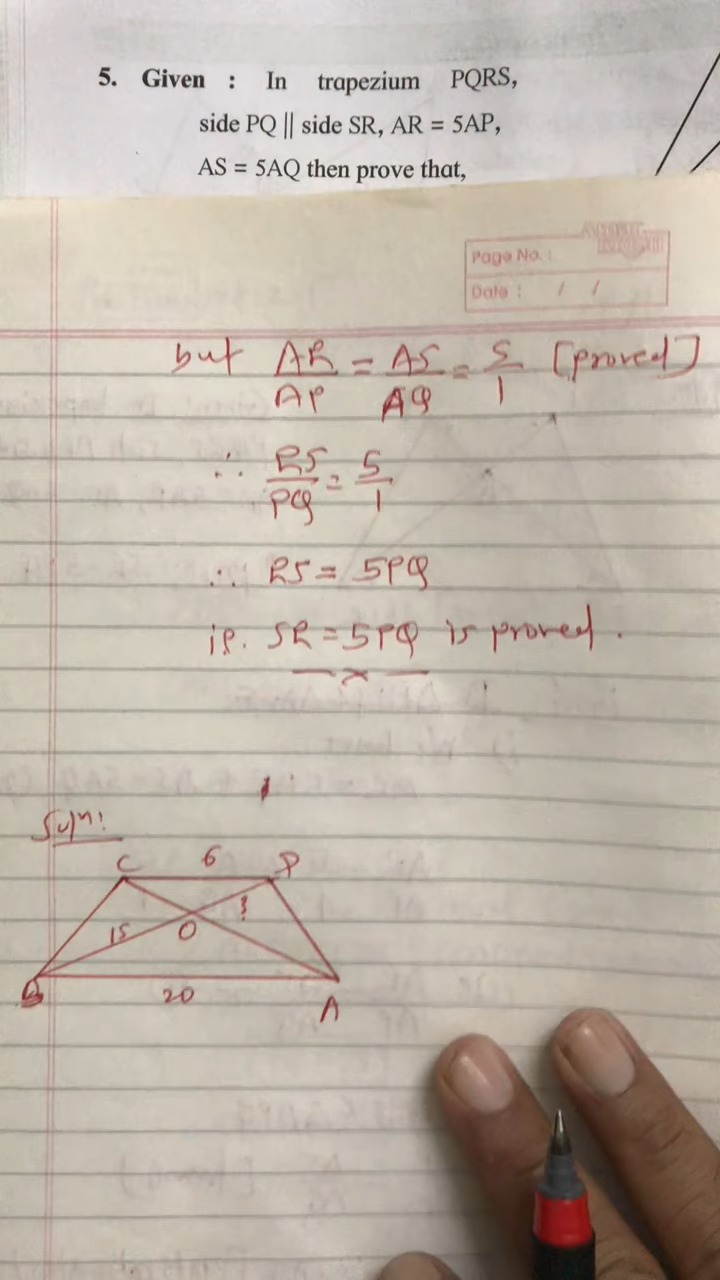 5. Given : In trapezium PQRS,
side PQ || side SR, AR = 5AP,
AS = 5AQ then prove that,
Page No. :
Date : / /
but AR/AP = AS/AQ = 5/1 [proved]
∴ RS/PQ = 5/1
∴ RS = 5PQ
ie. SR = 5PQ is proved.
Soln:
C 6 D
15 O ?
B 20 A